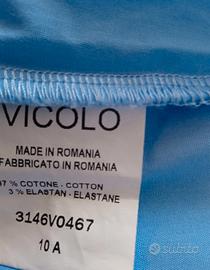 VICOLO
MADE IN ROMANIA
FABBRICATO IN ROMANIA
7 % COTONE - COTTON
3 % ELASTAN - ELASTANE
3146V0467
10 A
subito